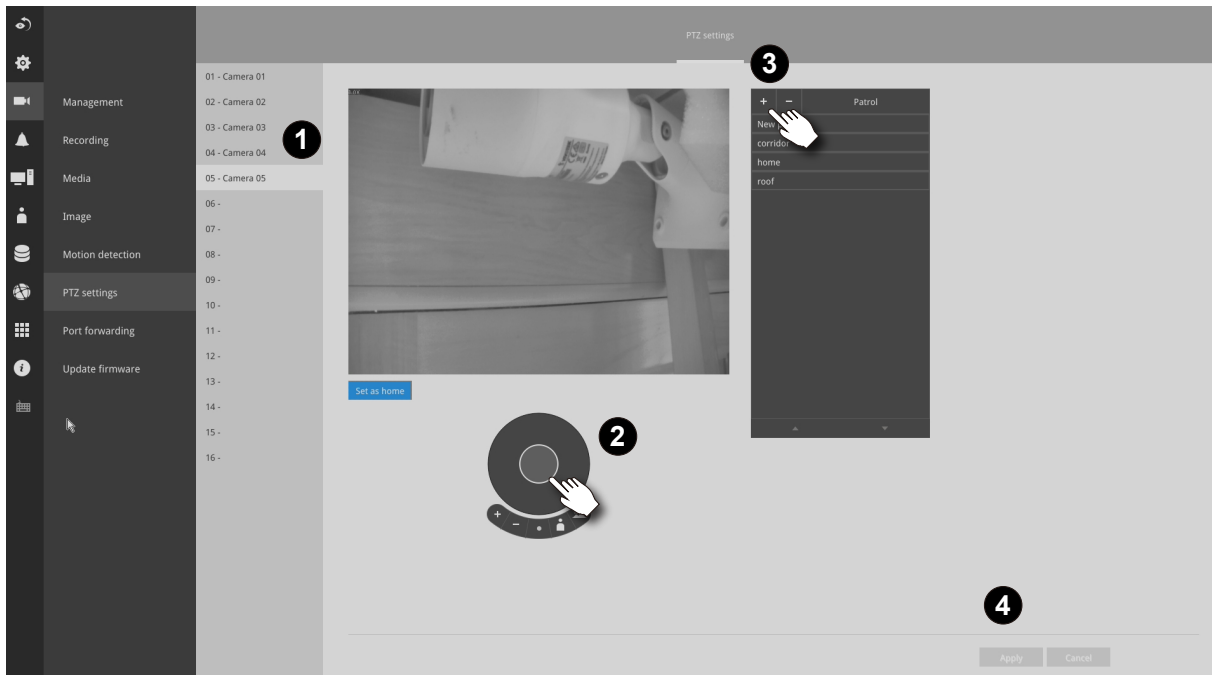 PTZ settings
3
01 - Camera 01
Management
02 - Camera 02
+ − Patrol
03 - Camera 03
New
Recording
1
corridor
04 - Camera 04
home
Media
05 - Camera 05
roof
06 -
Image
07 -
Motion detection
08 -
09 -
PTZ settings
10 -
Port forwarding
11 -
12 -
Update firmware
13 -
Set as home
14 -
15 -
2
16 -
+ −
4
Apply Cancel